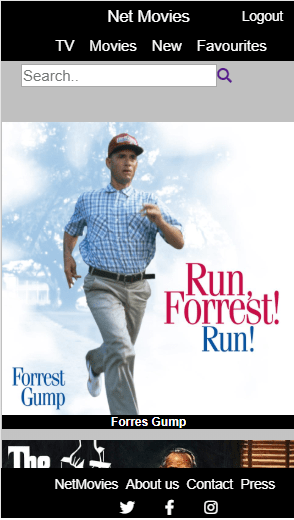 Net Movies Logout
TV Movies New Favourites
Search..
Run,
Forrest!
Run!
Forrest
Gump
Forres Gump
The
NetMovies About us Contact Press